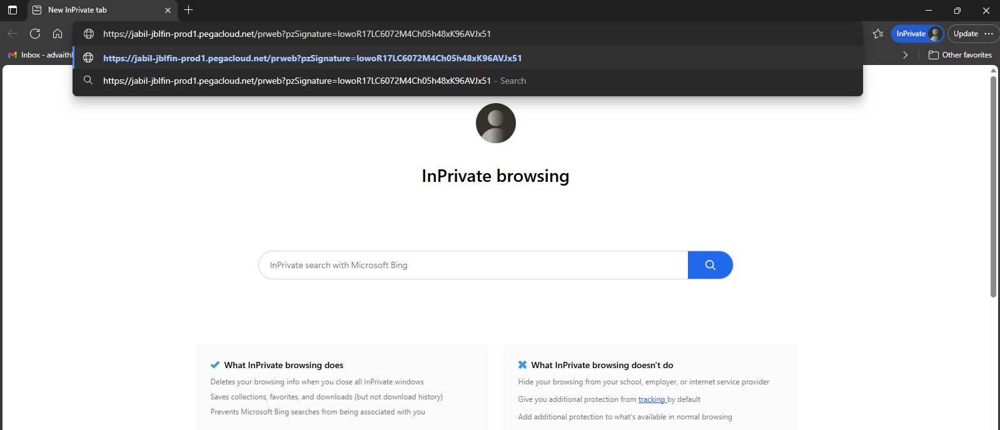 New InPrivate tab
https://jabil-jblfin-prod1.pegacloud.net/prweb?pzSignature=lowoR17LC6072M4Ch05h48xK96AVJx51
InPrivate
Update
Inbox - advaith
https://jabil-jblfin-prod1.pegacloud.net/prweb?pzSignature=lowoR17LC6072M4Ch05h48xK96AVJx51
Other favorites
https://jabil-jblfin-prod1.pegacloud.net/prweb?pzSignature=lowoR17LC6072M4Ch05h48xK96AVJx51 - Search
InPrivate browsing
InPrivate search with Microsoft Bing
What InPrivate browsing does
Deletes your browsing info when you close all InPrivate windows
Saves collections, favorites, and downloads (but not download history)
Prevents Microsoft Bing searches from being associated with you
What InPrivate browsing doesn't do
Hide your browsing from your school, employer, or internet service provider
Give you additional protection from tracking by default
Add additional protection to what's available in normal browsing